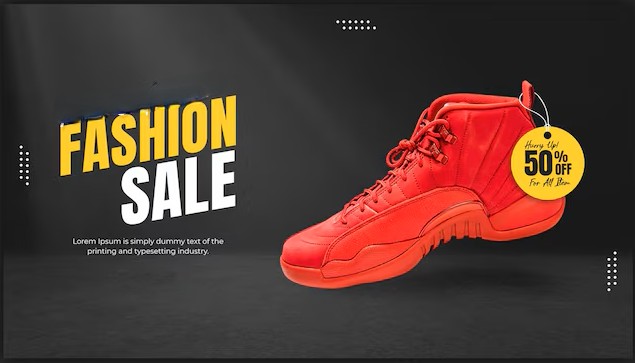 FASHION
SALE
Lorem Ipsum is simply dummy text of the
printing and typesetting industry.
Hurry Up!
50% OFF
For All Item